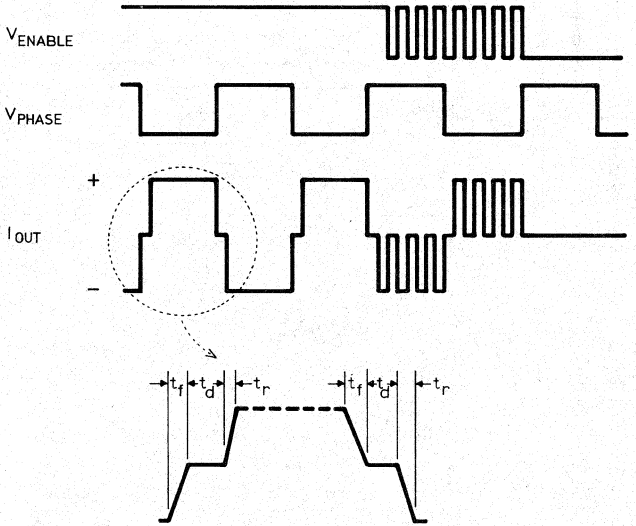 VENABLE
VPHASE
+
IOUT
−
tf td tr tf td tr